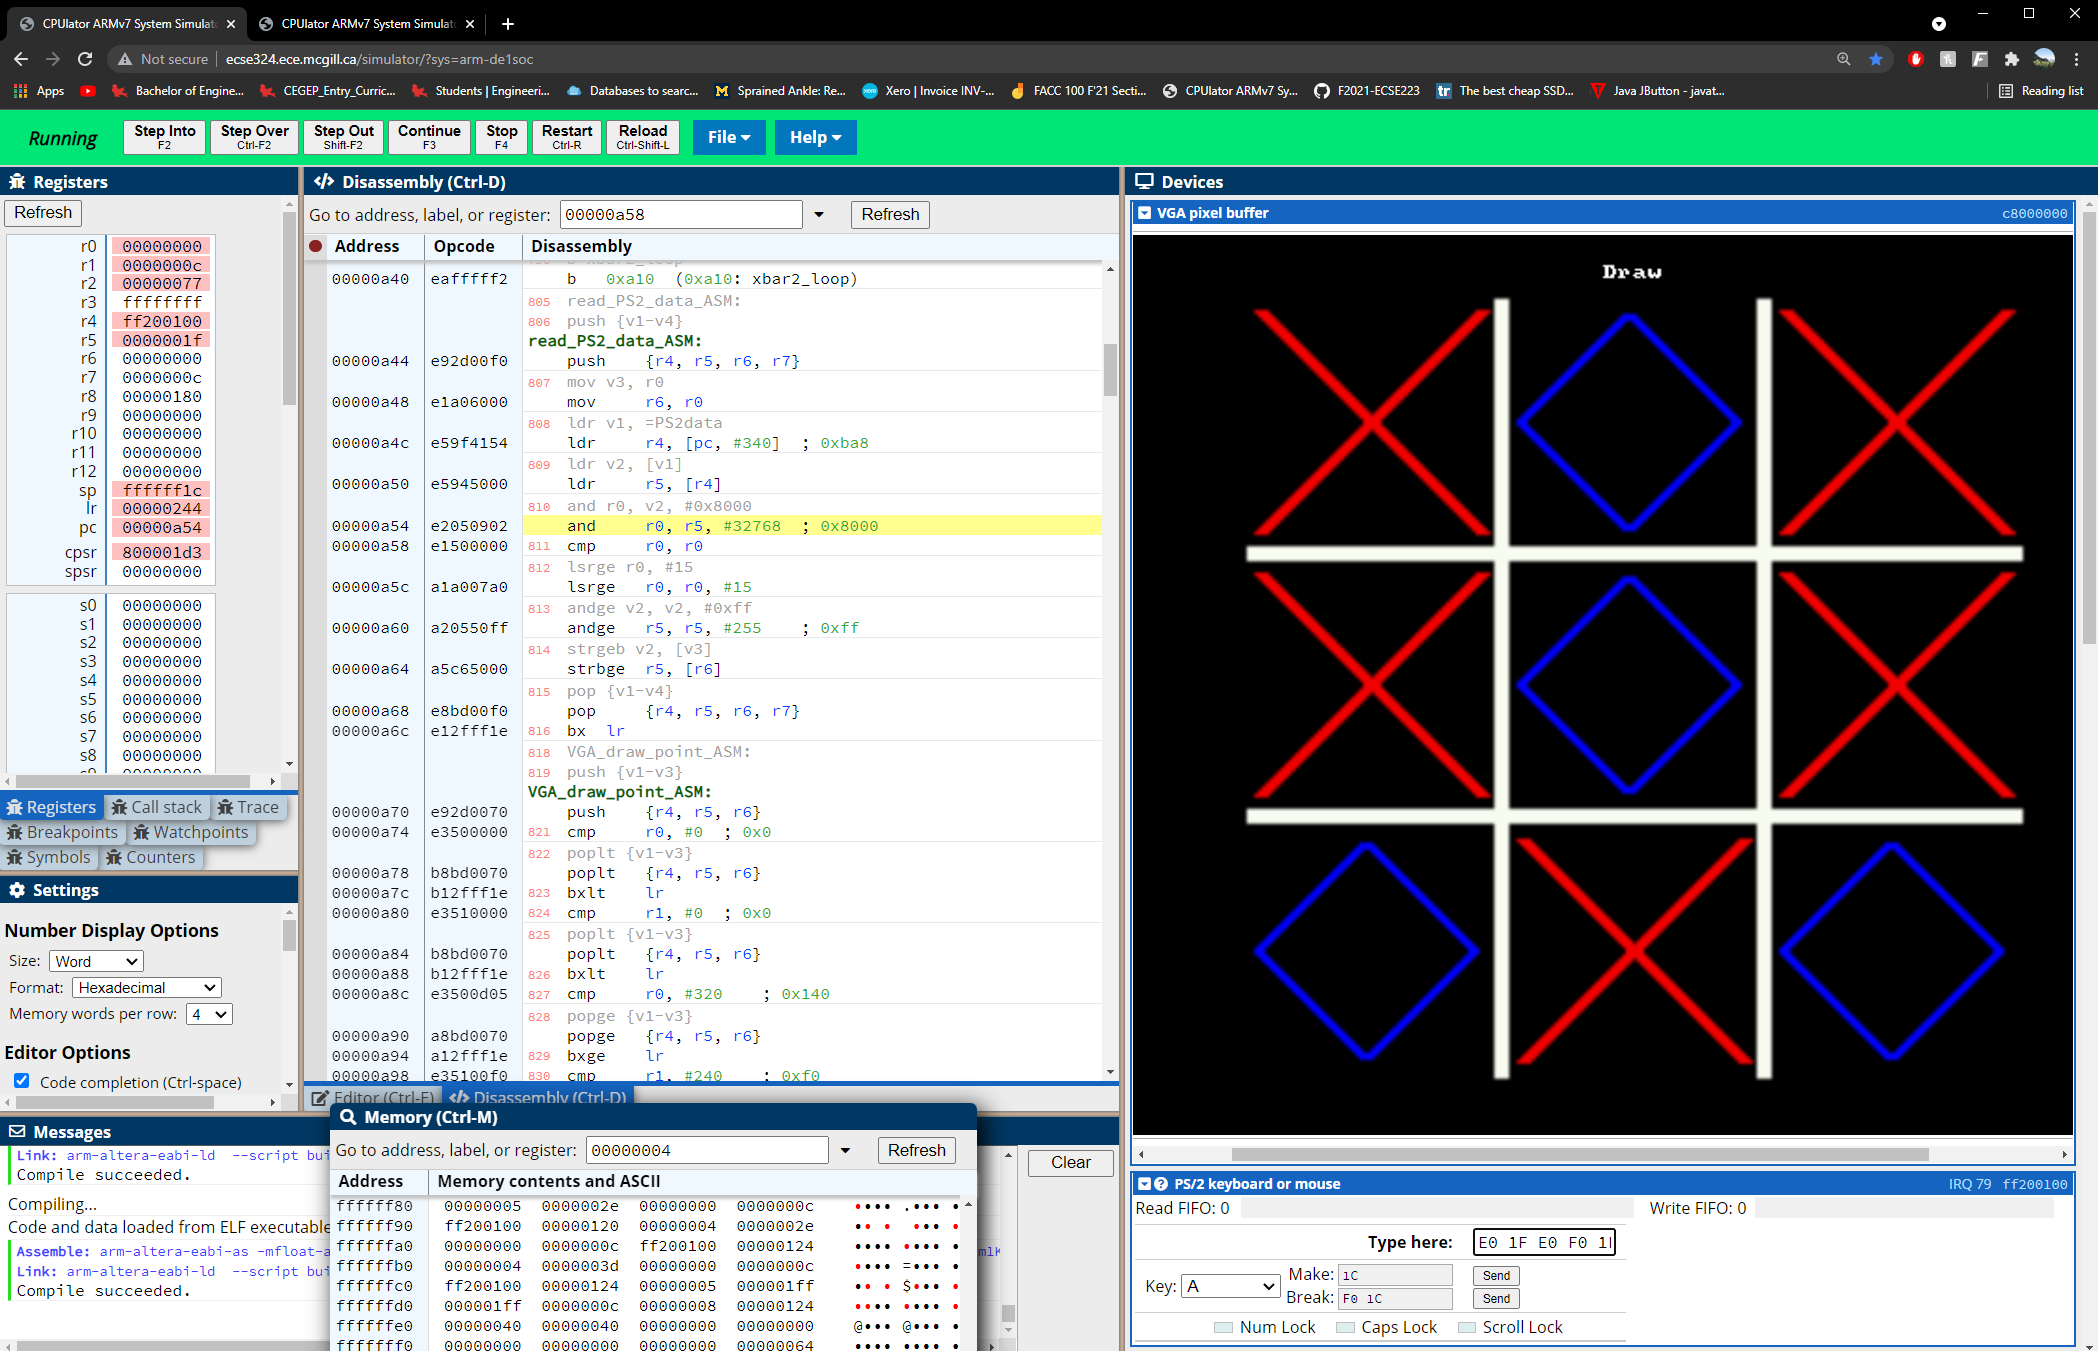 CPUlator ARMv7 System Simulat
CPUlator ARMv7 System Simulat
Not secure | ecse324.ece.mcgill.ca/simulator/?sys=arm-de1soc
Apps
Bachelor of Enginee...
CEGEP_Entry_Curric...
Students | Engineeri...
Databases to searc...
Sprained Ankle: Re...
Xero | Invoice INV-...
FACC 100 F'21 Secti...
CPUlator ARMv7 Sy...
F2021-ECSE223
The best cheap SSD...
Java JButton - javat...
Reading list
Running
Step Into F2
Step Over Ctrl-F2
Step Out Shift-F2
Continue F3
Stop F4
Restart Ctrl-R
Reload Ctrl-Shift-L
File
Help
Registers
Refresh
r0 00000000
r1 0000000c
r2 00000077
r3 ffffffff
r4 ff200100
r5 0000001f
r6 00000000
r7 0000000c
r8 00000180
r9 00000000
r10 00000000
r11 00000000
r12 00000000
sp ffffff1c
lr 00000244
pc 00000a54
cpsr 800001d3
spsr 00000000
s0 00000000
s1 00000000
s2 00000000
s3 00000000
s4 00000000
s5 00000000
s6 00000000
s7 00000000
s8 00000000
Registers Call stack Trace
Breakpoints Watchpoints
Symbols Counters
Settings
Number Display Options
Size: Word
Format: Hexadecimal
Memory words per row: 4
Editor Options
Code completion (Ctrl-space)
Messages
Link: arm-altera-eabi-ld --script bui
Compile succeeded.
Compiling...
Code and data loaded from ELF executable
Assemble: arm-altera-eabi-as -mfloat-a
Link: arm-altera-eabi-ld --script bui
Compile succeeded.
Disassembly (Ctrl-D)
Go to address, label, or register: 00000a58 Refresh
Address Opcode Disassembly
00000a40 eafffff2 b 0xa10 (0xa10: xbar2_loop)
805 read_PS2_data_ASM:
806 push {v1-v4}
read_PS2_data_ASM:
00000a44 e92d00f0 push {r4, r5, r6, r7}
807 mov v3, r0
00000a48 e1a06000 mov r6, r0
808 ldr v1, =PS2data
00000a4c e59f4154 ldr r4, [pc, #340] ; 0xba8
809 ldr v2, [v1]
00000a50 e5945000 ldr r5, [r4]
810 and r0, v2, #0x8000
00000a54 e2050902 and r0, r5, #32768 ; 0x8000
00000a58 e1500000 811 cmp r0, r0
812 lsrge r0, #15
00000a5c a1a007a0 lsrge r0, r0, #15
813 andge v2, v2, #0xff
00000a60 a20550ff andge r5, r5, #255 ; 0xff
814 strgeb v2, [v3]
00000a64 a5c65000 strbge r5, [r6]
815 pop {v1-v4}
00000a68 e8bd00f0 pop {r4, r5, r6, r7}
00000a6c e12fff1e 816 bx lr
818 VGA_draw_point_ASM:
819 push {v1-v3}
VGA_draw_point_ASM:
00000a70 e92d0070 push {r4, r5, r6}
00000a74 e3500000 821 cmp r0, #0 ; 0x0
822 poplt {v1-v3}
00000a78 b8bd0070 poplt {r4, r5, r6}
00000a7c b12fff1e 823 bxlt lr
00000a80 e3510000 824 cmp r1, #0 ; 0x0
825 poplt {v1-v3}
00000a84 b8bd0070 poplt {r4, r5, r6}
00000a88 b12fff1e 826 bxlt lr
00000a8c e3500d05 827 cmp r0, #320 ; 0x140
828 popge {v1-v3}
00000a90 a8bd0070 popge {r4, r5, r6}
00000a94 a12fff1e 829 bxge lr
00000a98 e35100f0 830 cmp r1, #240 ; 0xf0
Editor (Ctrl-E) Disassembly (Ctrl-D)
Memory (Ctrl-M)
Go to address, label, or register: 00000004 Refresh
Clear
Address Memory contents and ASCII
ffffff80 00000005 0000002e 00000000 0000000c
ffffff90 ff200100 00000120 00000004 0000002e
ffffffa0 00000000 0000000c ff200100 00000124
ffffffb0 00000004 0000003d 00000000 0000000c
ffffffc0 ff200100 00000124 00000005 000001ff
ffffffd0 000001ff 0000000c 00000008 00000124
ffffffe0 00000040 00000040 00000000 00000000
fffffff0 00000000 00000000 00000000 00000064
Devices
VGA pixel buffer c8000000
Draw
PS/2 keyboard or mouse IRQ 79 ff200100
Read FIFO: 0 Write FIFO: 0
Type here: E0 1F E0 F0 1
Key: A Make: 1C Send
Break: F0 1C Send
Num Lock Caps Lock Scroll Lock